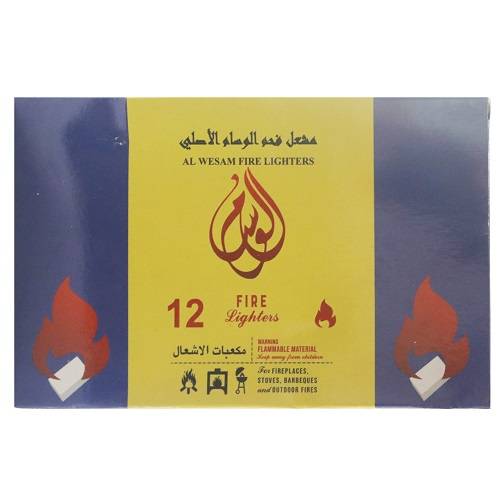 مشعل فحم الوسام الأصلي
AL WESAM FIRE LIGHTERS
الوسام
12 FIRE
Lighters
مكعبات الاشعال
WARNING
FLAMMABLE MATERIAL
Keep away from children
For FIREPLACES,
STOVES, BARBEQUES
and OUTDOOR FIRES